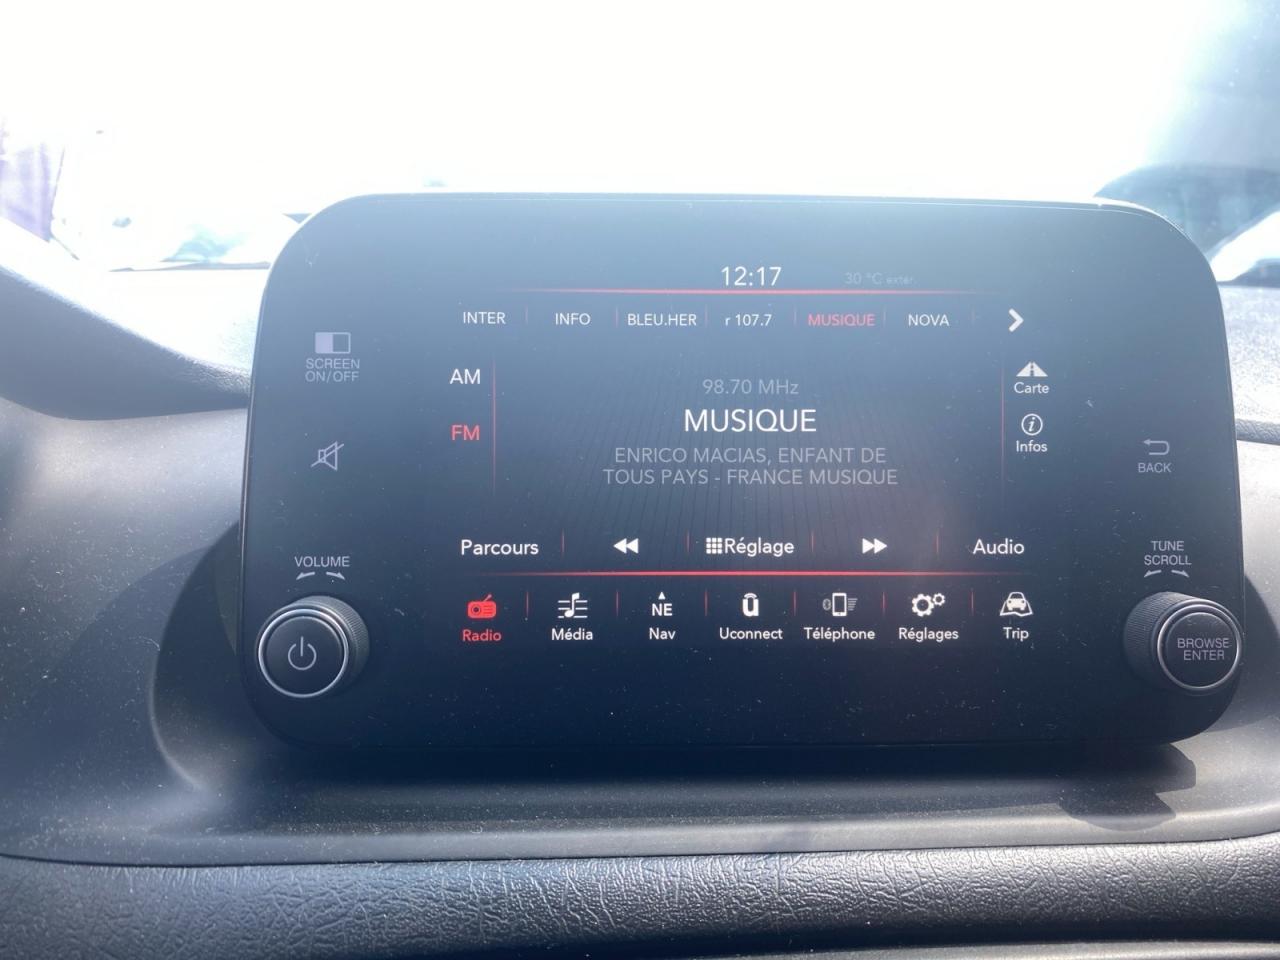 12:17 30 °C extér.
INTER INFO BLEU.HER r 107.7 MUSIQUE NOVA
SCREEN
ON/OFF
AM
98.70 MHz
Carte
MUSIQUE
FM
Infos
ENRICO MACIAS, ENFANT DE
TOUS PAYS - FRANCE MUSIQUE
BACK
Parcours Réglage Audio
VOLUME
TUNE
SCROLL
NE
Radio Média Nav Uconnect Téléphone Réglages Trip
BROWSE
ENTER